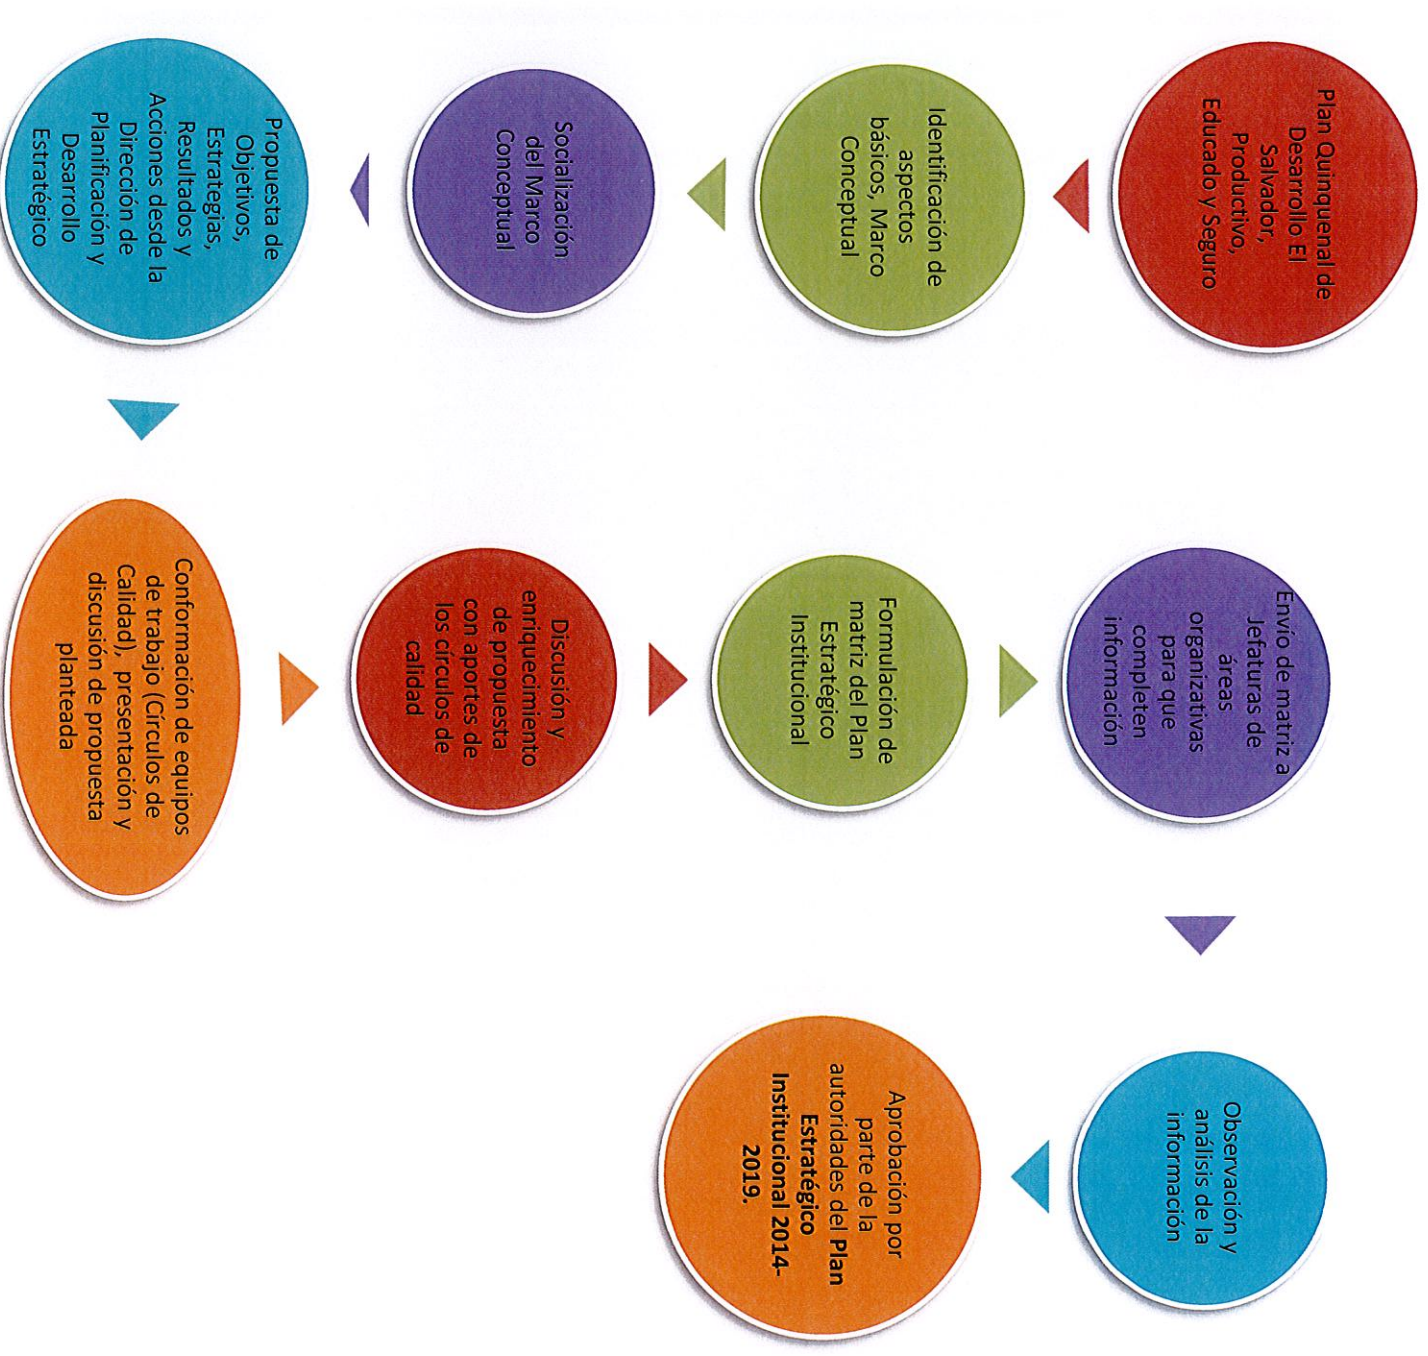 Plan Quinquenal de
Desarrollo El
Salvador,
Productivo,
Educado y Seguro
Identificación de
aspectos
básicos, Marco
Conceptual
Socialización
del Marco
Conceptual
Propuesta de
Objetivos,
Estrategias,
Resultados y
Acciones desde la
Dirección de
Planificación y
Desarrollo
Estratégico
Conformación de equipos
de trabajo (Círculos de
Calidad), presentación y
discusión de propuesta
planteada
Discusión y
enriquecimiento
de propuesta
con aportes de
los círculos de
calidad
Formulación de
matriz del Plan
Estratégico
Institucional
Envío de matriz a
Jefaturas de
áreas
organizativas
para que
completen
información
Observación y
análisis de la
información
Aprobación por
parte de la
autoridades del Plan
Estratégico
Institucional 2014-
2019.